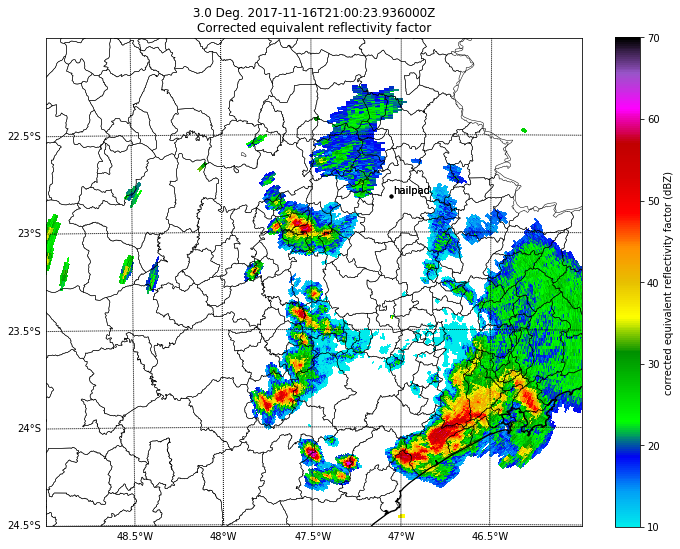 3.0 Deg. 2017-11-16T21:00:23.936000Z
Corrected equivalent reflectivity factor
70
60
50
40
30
20
10
corrected equivalent reflectivity factor (dBZ)
22.5°S
23°S
23.5°S
24°S
24.5°S
hailpad
48.5°W
48°W
47.5°W
47°W
46.5°W